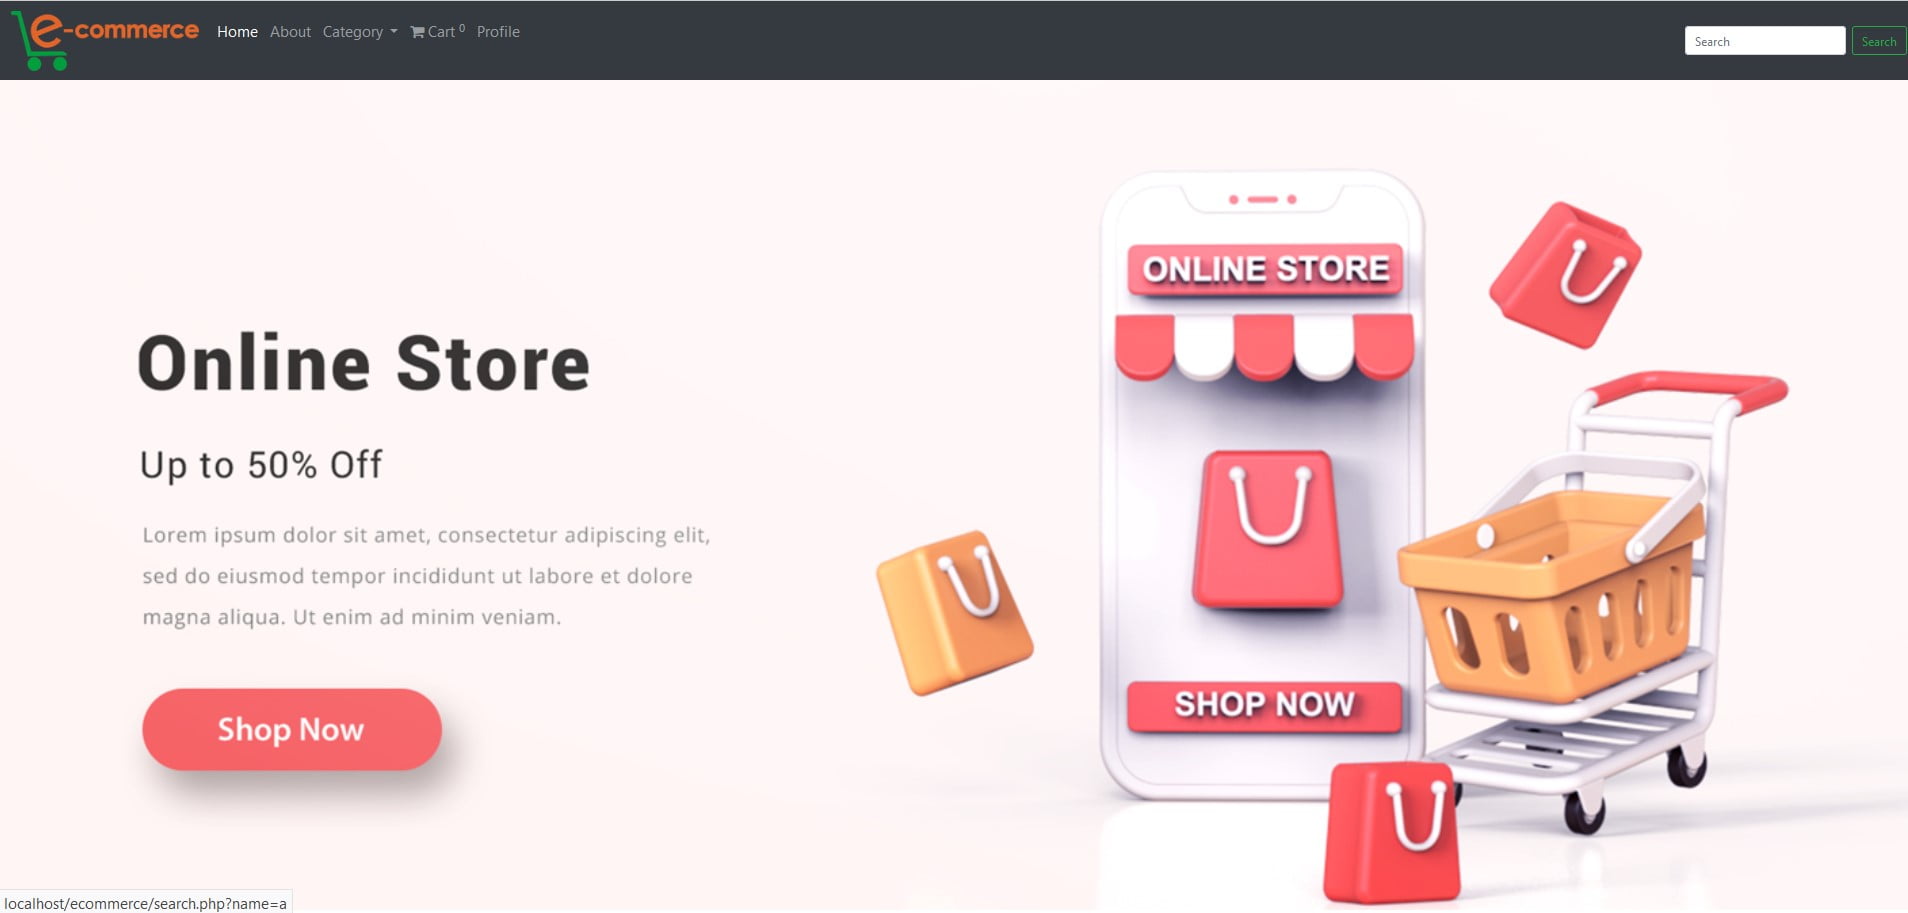 e-commerce
Home About Category Cart 0 Profile
Search Search
Online Store
Up to 50% Off
Lorem ipsum dolor sit amet, consectetur adipiscing elit,
sed do eiusmod tempor incididunt ut labore et dolore
magna aliqua. Ut enim ad minim veniam.
Shop Now
ONLINE STORE
SHOP NOW
localhost/ecommerce/search.php?name=a